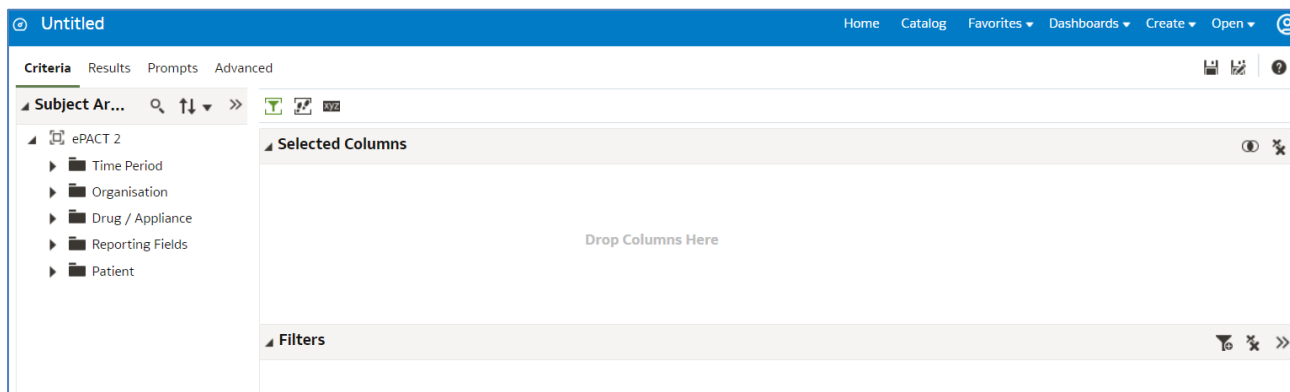 Untitled
Home Catalog Favorites Dashboards Create Open
Criteria Results Prompts Advanced
Subject Ar...
xyz
ePACT 2
Selected Columns
Time Period
Organisation
Drug / Appliance
Drop Columns Here
Reporting Fields
Patient
Filters